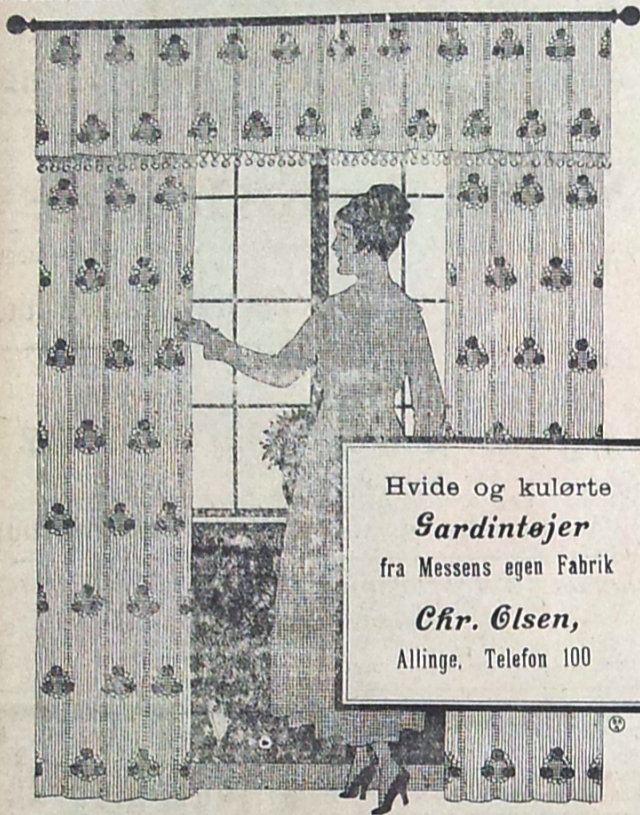 Hvide og kulørte
Gardintøjer
fra Messens egen Fabrik
Chr. Olsen,
Allinge, Telefon 100